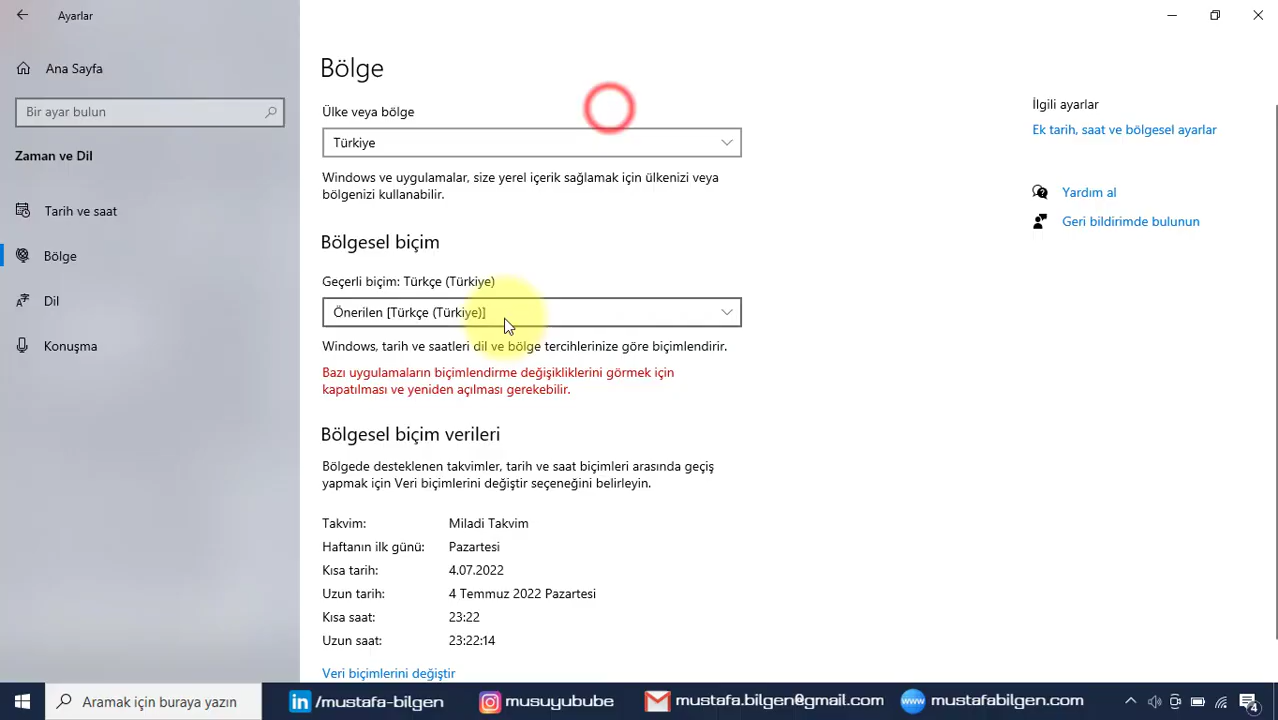 Ayarlar
Ana Sayfa
Bir ayar bulun
Zaman ve Dil
Tarih ve saat
Bölge
Dil
Konuşma
Bölge
Ülke veya bölge
Türkiye
Windows ve uygulamalar, size yerel içerik sağlamak için ülkenizi veya
bölgenizi kullanabilir.
Bölgesel biçim
Geçerli biçim: Türkçe (Türkiye)
Önerilen [Türkçe (Türkiye)]
Windows, tarih ve saatleri dil ve bölge tercihlerinize göre biçimlendirir.
Bazı uygulamaların biçimlendirme değişikliklerini görmek için
kapatılması ve yeniden açılması gerekebilir.
Bölgesel biçim verileri
Bölgede desteklenen takvimler, tarih ve saat biçimleri arasında geçiş
yapmak için Veri biçimlerini değiştir seçeneğini belirleyin.
Takvim: Miladi Takvim
Haftanın ilk günü: Pazartesi
Kısa tarih: 4.07.2022
Uzun tarih: 4 Temmuz 2022 Pazartesi
Kısa saat: 23:22
Uzun saat: 23:22:14
Veri biçimlerini değiştir
İlgili ayarlar
Ek tarih, saat ve bölgesel ayarlar
Yardım al
Geri bildirimde bulunun
Aramak için buraya yazın
in /mustafa-bilgen
musuyubube
mustafa.bilgen@gmail.com
www mustafabilgen.com
4